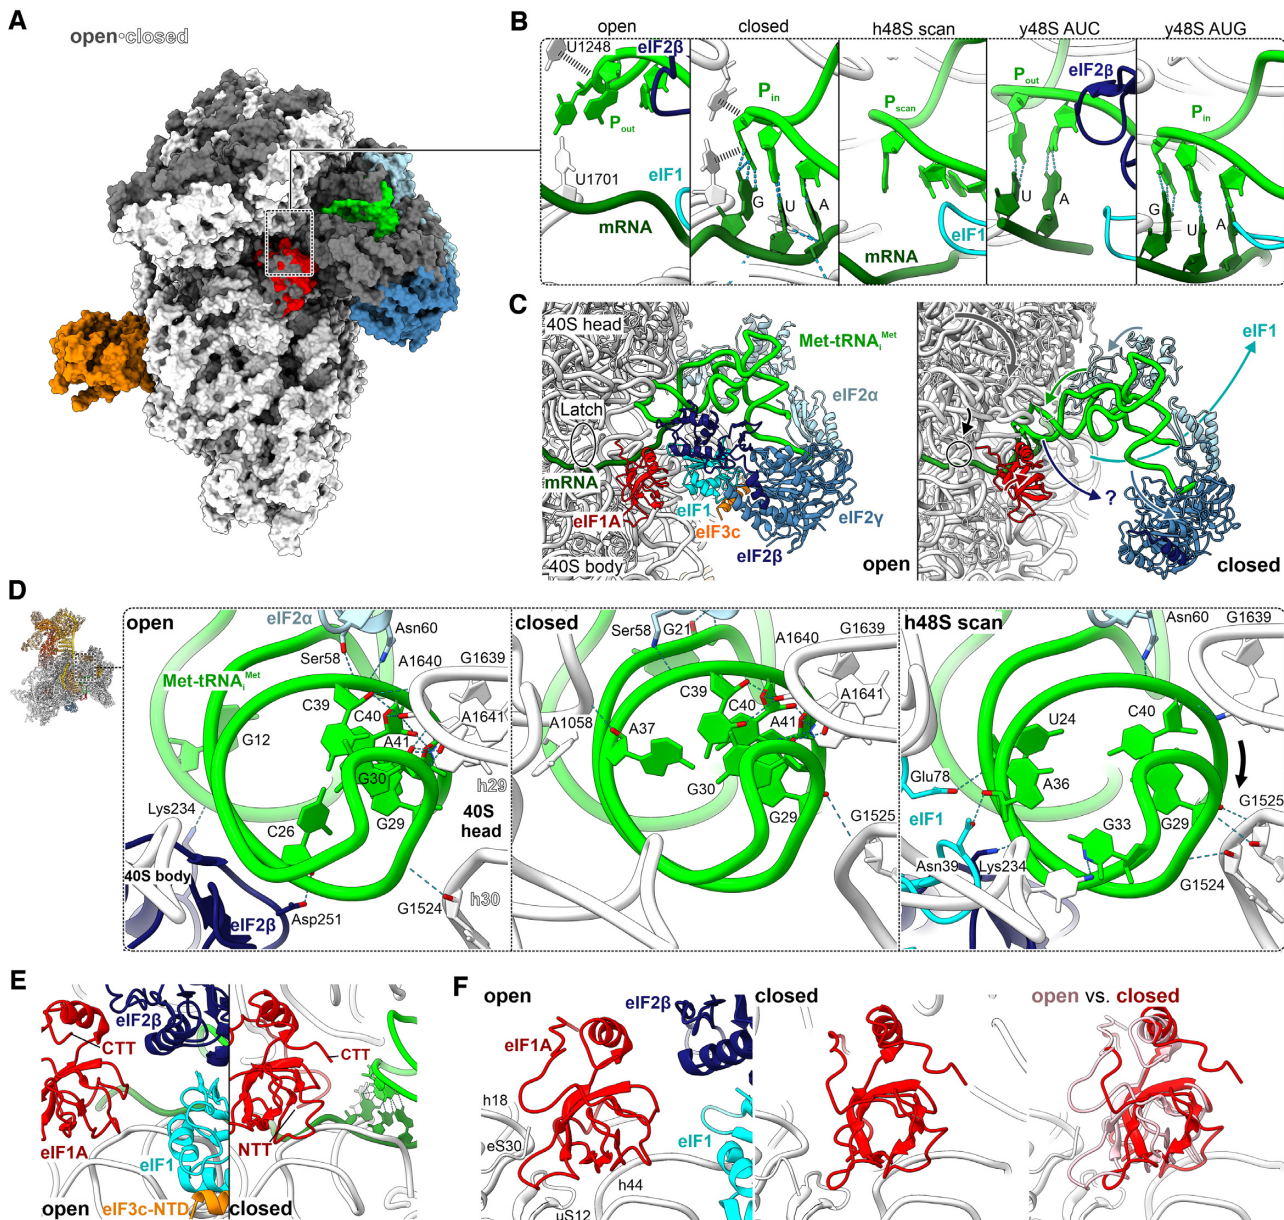 A
open•closed
B
open
closed
h48S scan
y48S AUC
y48S AUG
U1248
eIF2β
Pout
U1701
eIF1
mRNA
Pin
G
U
A
Pscan
eIF1
mRNA
Pout
eIF2β
U
A
Pin
G
U
A
C
40S head
Met-tRNAiMet
Latch
eIF2α
mRNA
eIF1A
eIF1
eIF3c
eIF2γ
eIF2β
40S body
open
eIF1
?
closed
D
open
eIF2α
Asn60
Ser58
A1640
G1639
Met-tRNAiMet
C39
C40
A1641
A41
G12
G30
h29
Lys234
C26
G29
40S
head
40S body
G1524
h30
eIF2β
Asp251
closed
Ser58
G21
A1640
G1639
C39
C40
A1641
A1058
A37
A41
G30
G29
G1525
h48S scan
Asn60
G1639
C40
U24
Glu78
A36
eIF1
G33
G29
G1525
Asn39
Lys234
G1524
E
eIF2β
CTT
CTT
eIF1A
eIF1
NTT
open
eIF3c-NTD
closed
F
open
eIF2β
closed
open vs. closed
eIF1A
h18
eS30
eIF1
h44
uS12